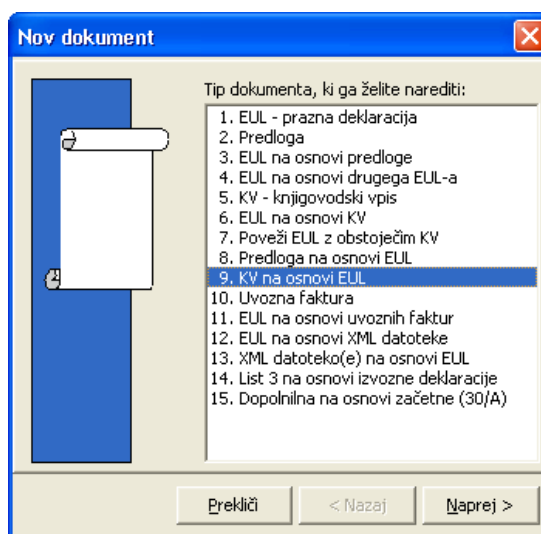 Nov dokument
Tip dokumenta, ki ga želite narediti:
1. EUL - prazna deklaracija
2. Predloga
3. EUL na osnovi predloge
4. EUL na osnovi drugega EUL-a
5. KV - knjigovodski vpis
6. EUL na osnovi KV
7. Poveži EUL z obstoječim KV
8. Predloga na osnovi EUL
9. KV na osnovi EUL
10. Uvozna faktura
11. EUL na osnovi uvoznih faktur
12. EUL na osnovi XML datoteke
13. XML datoteko(e) na osnovi EUL
14. List 3 na osnovi izvozne deklaracije
15. Dopolnilna na osnovi začetne (30/A)
Prekliči
< Nazaj
Naprej >